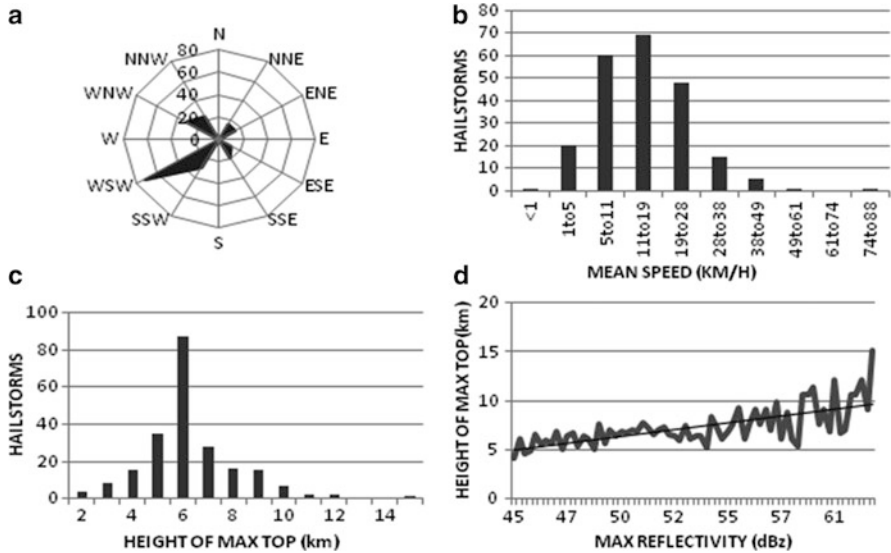 a
N
NNW
NNE
80
60
WNW
ENE
40
20
W
0
E
WSW
ESE
SSW
SSE
S
b
80
70
60
50
40
30
20
10
0
HAILSTORMS
<1
1to5
5to11
11to19
19to28
28to38
38to49
49to61
61to74
74to88
MEAN SPEED (KM/H)
c
100
80
60
40
20
0
HAILSTORMS
2 4 6 8 10 12 14
HEIGHT OF MAX TOP (km)
d
20
15
10
5
0
HEIGHT OF MAX TOP(km)
45 47 50 52 55 57 61
MAX REFLECTIVITY (dBz)